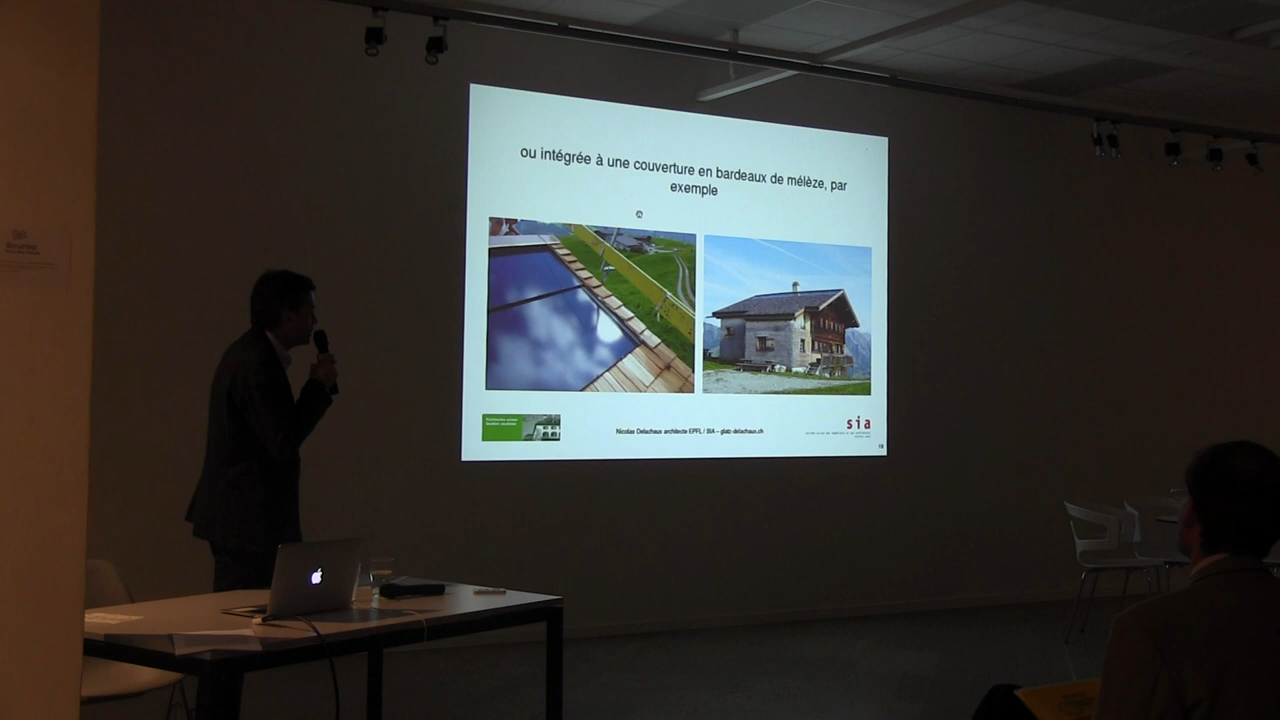 ou intégrée à une couverture en bardeaux de mélèze, par
exemple
Nicolas Delachaux architecte EPFL / SIA – glatz-delachaux.ch
sia
18